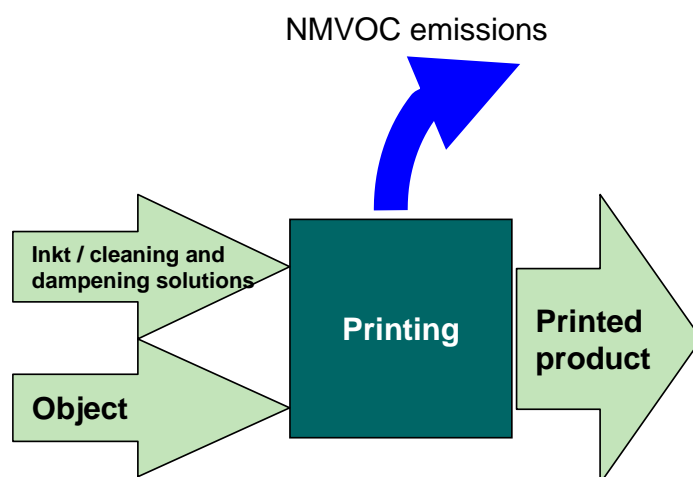 NMVOC emissions
Inkt / cleaning and
dampening solutions
Printing
Printed
product
Object